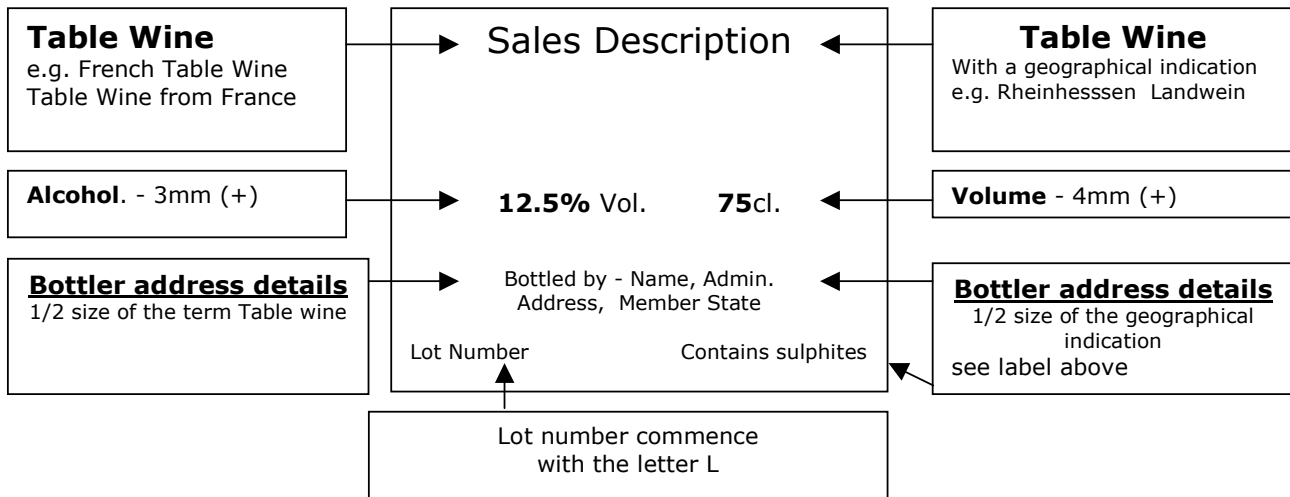 Table Wine
e.g. French Table Wine
Table Wine from France
Sales Description
Table Wine
With a geographical indication
e.g. Rheinhesssen Landwein
Alcohol. - 3mm (+)
12.5% Vol. 75cl.
Volume - 4mm (+)
Bottler address details
1/2 size of the term Table wine
Bottled by - Name, Admin.
Address, Member State
Bottler address details
1/2 size of the geographical
indication
see label above
Lot Number Contains sulphites
Lot number commence
with the letter L